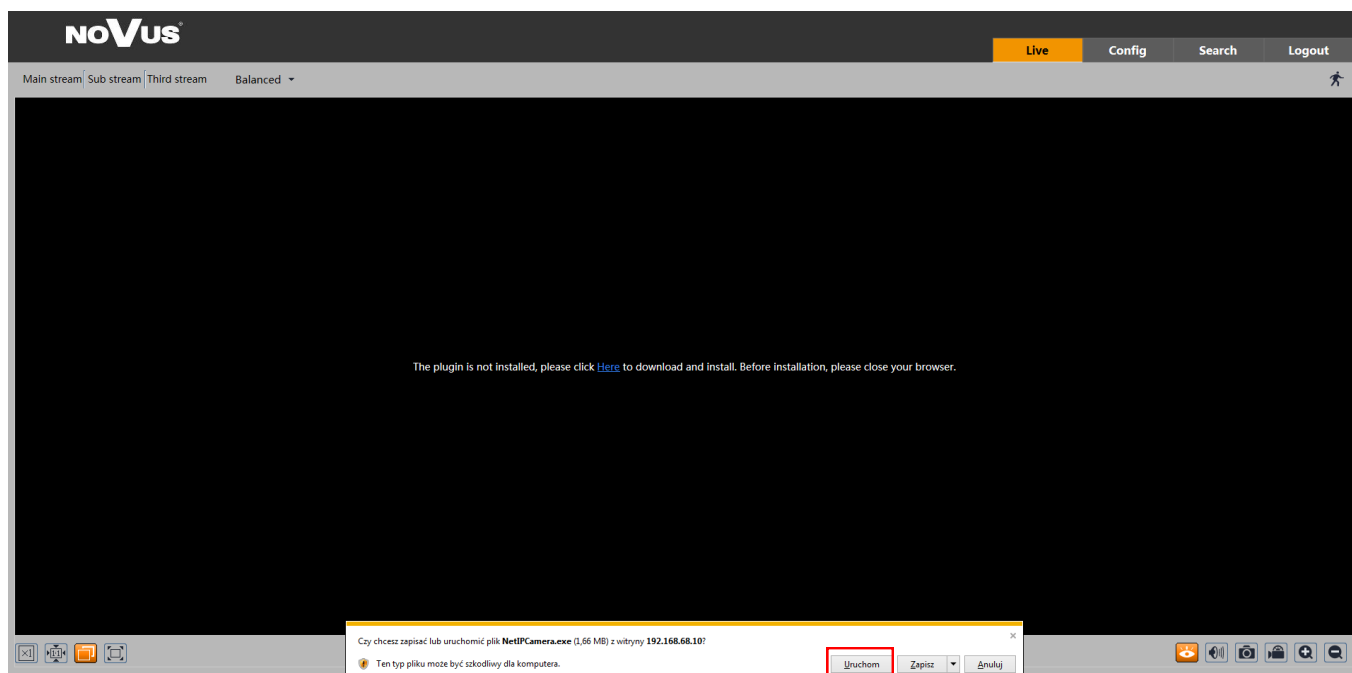 NOVUS®
Live Config Search Logout
Main stream Sub stream Third stream Balanced
The plugin is not installed, please click Here to download and install. Before installation, please close your browser.
Czy chcesz zapisać lub uruchomić plik NetIPCamera.exe (1,66 MB) z witryny 192.168.68.10?
Ten typ pliku może być szkodliwy dla komputera.
Uruchom Zapisz Anuluj